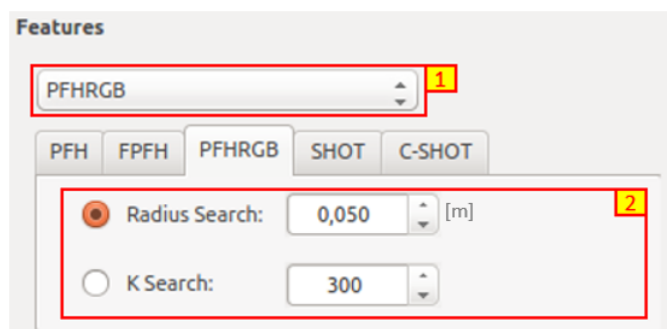 Features
PFHRGB 1
PFH FPFH PFHRGB SHOT C-SHOT
2
Radius Search: 0,050 [m]
K Search: 300